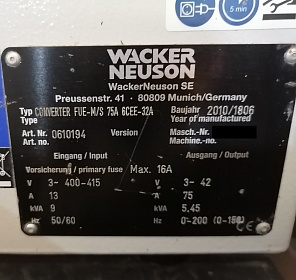 5 min
WACKER
NEUSON
WackerNeuson SE
Preussenstr. 41 · 80809 Munich/Germany
Typ CONVERTER FUE-M/S 75A 6CEE-32A Baujahr 2010/1806
Type Year of manufactured
Art.Nr. 0610194 Version Masch.-Nr.
Art.no. Machine-no.
Eingang / Input Ausgang / Output
Versicherung / primary fuse Max. 16A
V 3~ 400-415 V 3~ 42
A 13 A 75
kVA 9 kVA 5.45
Hz 50/60 Hz 0-200 (0-150) CE